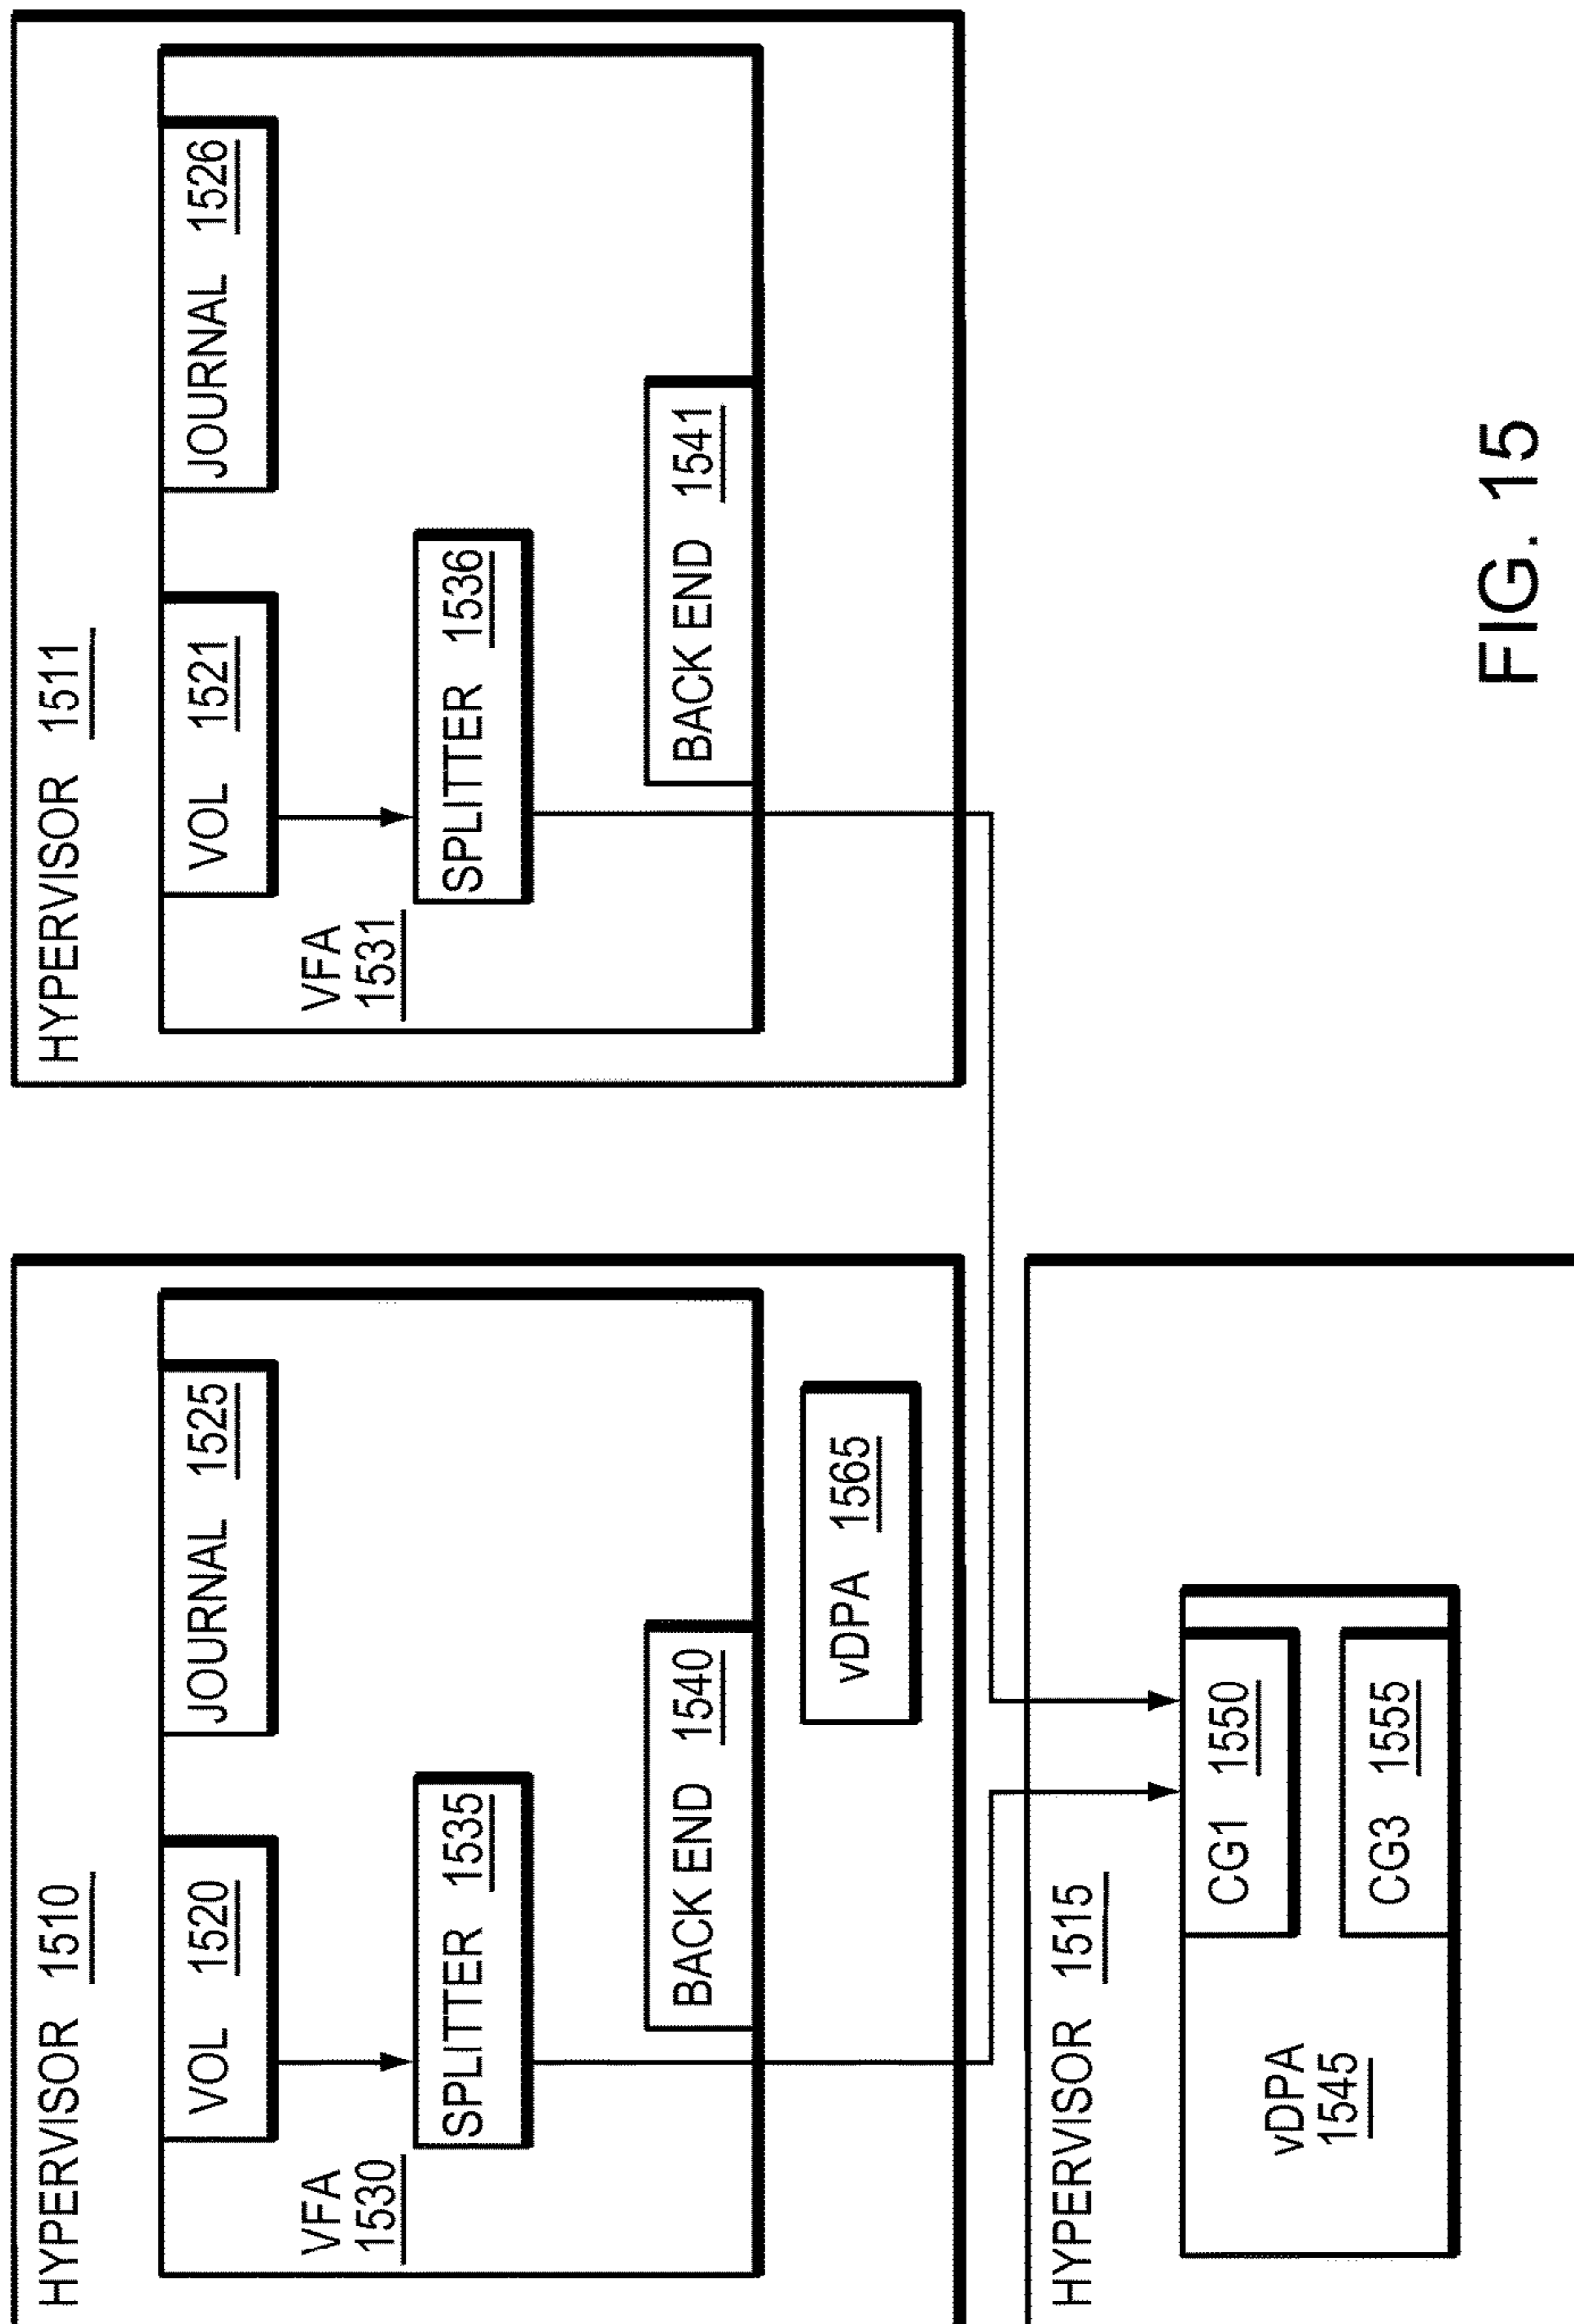 HYPERVISOR 1510
VOL 1520
JOURNAL 1525
VFA
1530
SPLITTER 1535
BACK END 1540
vDPA 1565
HYPERVISOR 1511
VOL 1521
JOURNAL 1526
VFA
1531
SPLITTER 1536
BACK END 1541
HYPERVISOR 1515
vDPA
1545
CG1 1550
CG3 1555
FIG. 15